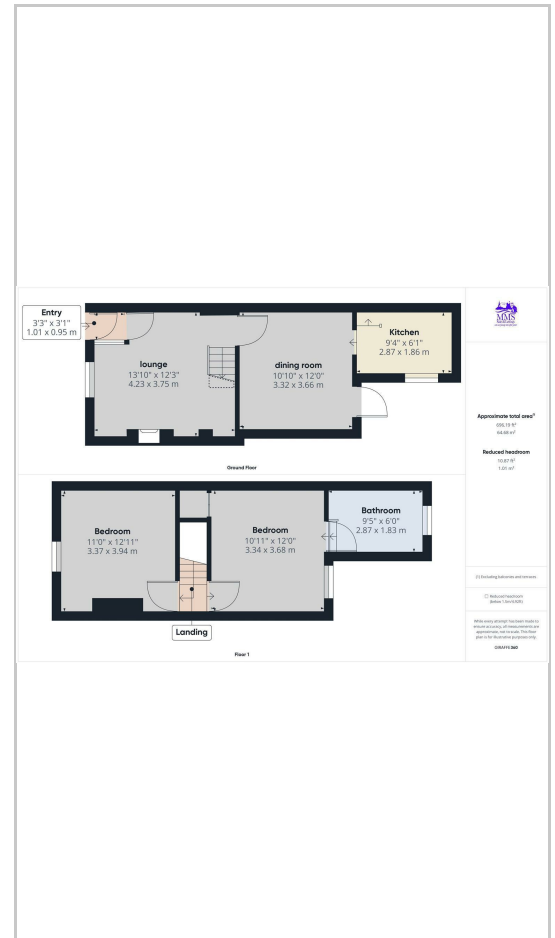 Entry
3'3" x 3'1"
1.01 x 0.95 m
lounge
13'10" x 12'3"
4.23 x 3.75 m
dining room
10'10" x 12'0"
3.32 x 3.66 m
Kitchen
9'4" x 6'1"
2.87 x 1.86 m
Ground Floor
Bedroom
11'0" x 12'11"
3.37 x 3.94 m
Bedroom
10'11" x 12'0"
3.34 x 3.68 m
Bathroom
9'5" x 6'0"
2.87 x 1.83 m
Landing
Floor 1
MMS
Approximate total area⁽¹⁾
696.19 ft²
64.68 m²
Reduced headroom
10.87 ft²
1.01 m²
(1) Excluding balconies and terraces
Reduced headroom
(below 1.5m/4.92ft)
While every attempt has been made to
ensure accuracy, all measurements are
approximate, not to scale. This floor
plan is for illustrative purposes only.
GIRAFFE360